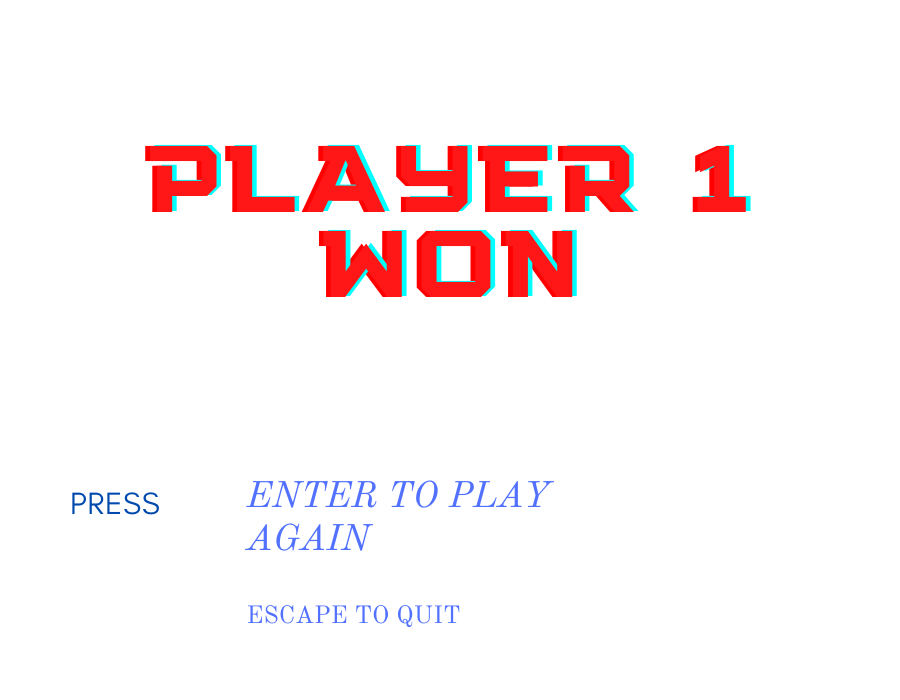 PLAYER 1
WON
PRESS
ENTER TO PLAY
AGAIN
ESCAPE TO QUIT